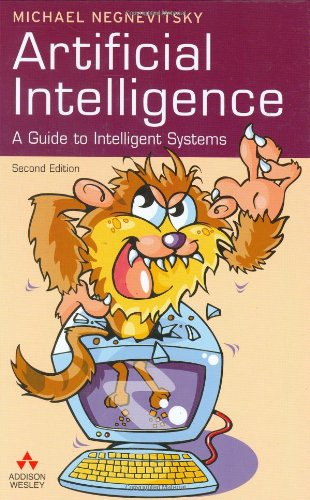 MICHAEL NEGNEVITSKY
Artificial
Intelligence
A Guide to Intelligent Systems
Second Edition
ADDISON
WESLEY